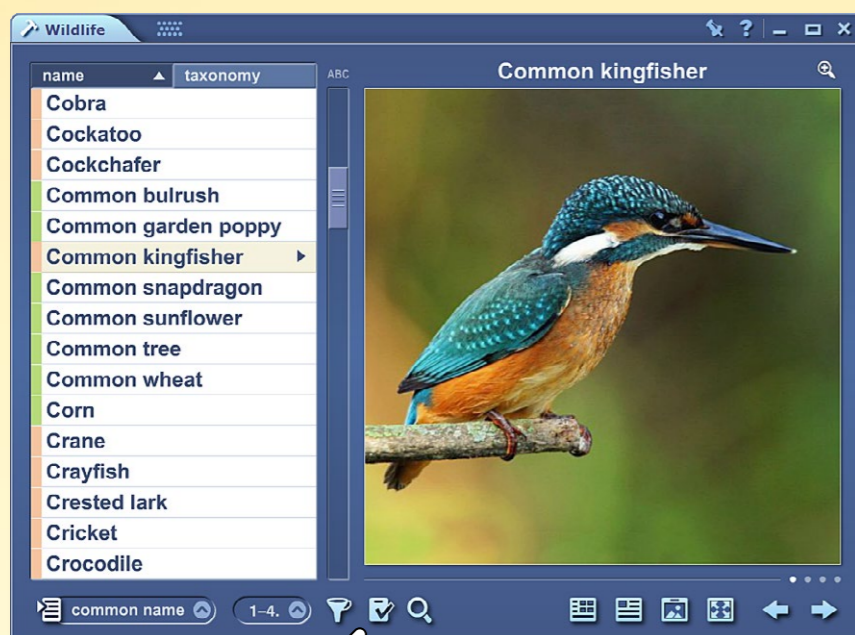 Wildlife
?
name taxonomy ABC
Common kingfisher
Cobra
Cockatoo
Cockchafer
Common bulrush
Common garden poppy
Common kingfisher
Common snapdragon
Common sunflower
Common tree
Common wheat
Corn
Crane
Crayfish
Crested lark
Cricket
Crocodile
common name 1–4.